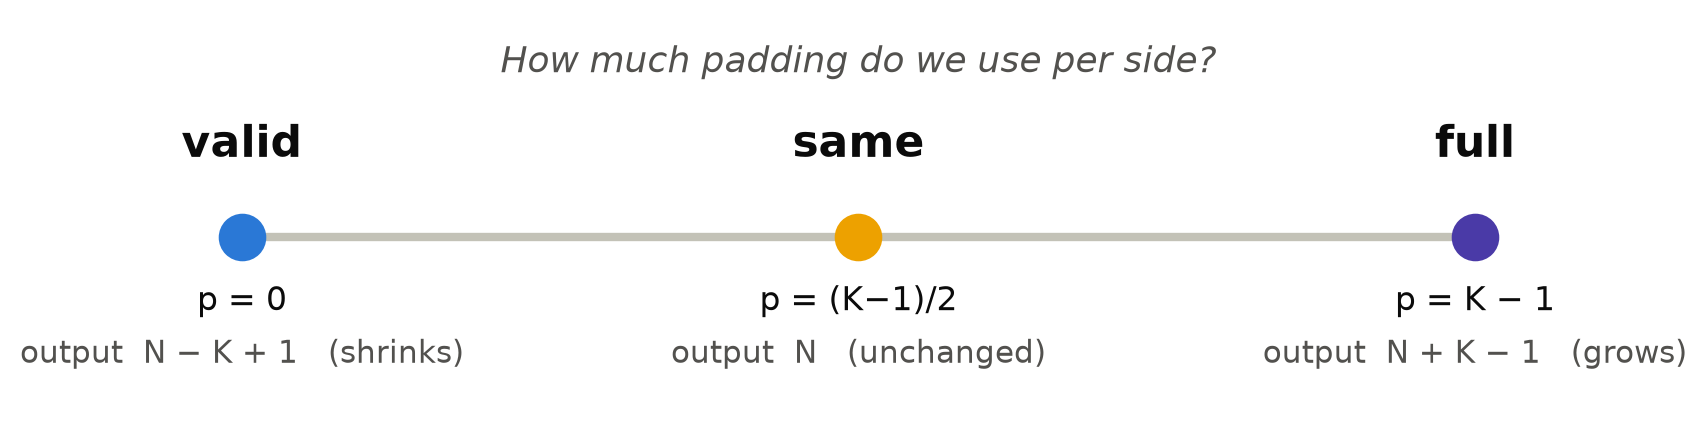 How much padding do we use per side?
valid same full
p = 0 p = (K−1)/2 p = K − 1
output N − K + 1 (shrinks) output N (unchanged) output N + K − 1 (grows)